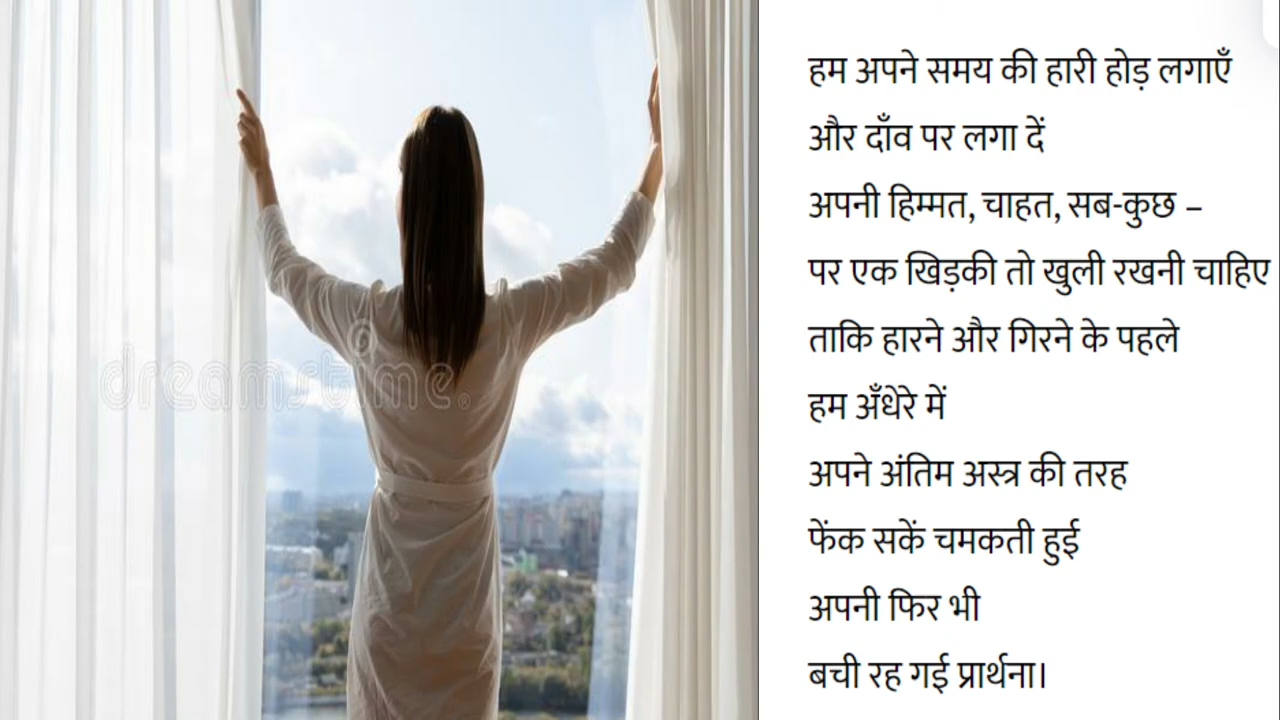 हम अपने समय की हारी होड़ लगाएँ
और दाँव पर लगा दें
अपनी हिम्मत, चाहत, सब-कुछ –
पर एक खिड़की तो खुली रखनी चाहिए
ताकि हारने और गिरने के पहले
हम अँधेरे में
अपने अंतिम अस्त्र की तरह
फेंक सकें चमकती हुई
अपनी फिर भी
बची रह गई प्रार्थना।
dreamstime.